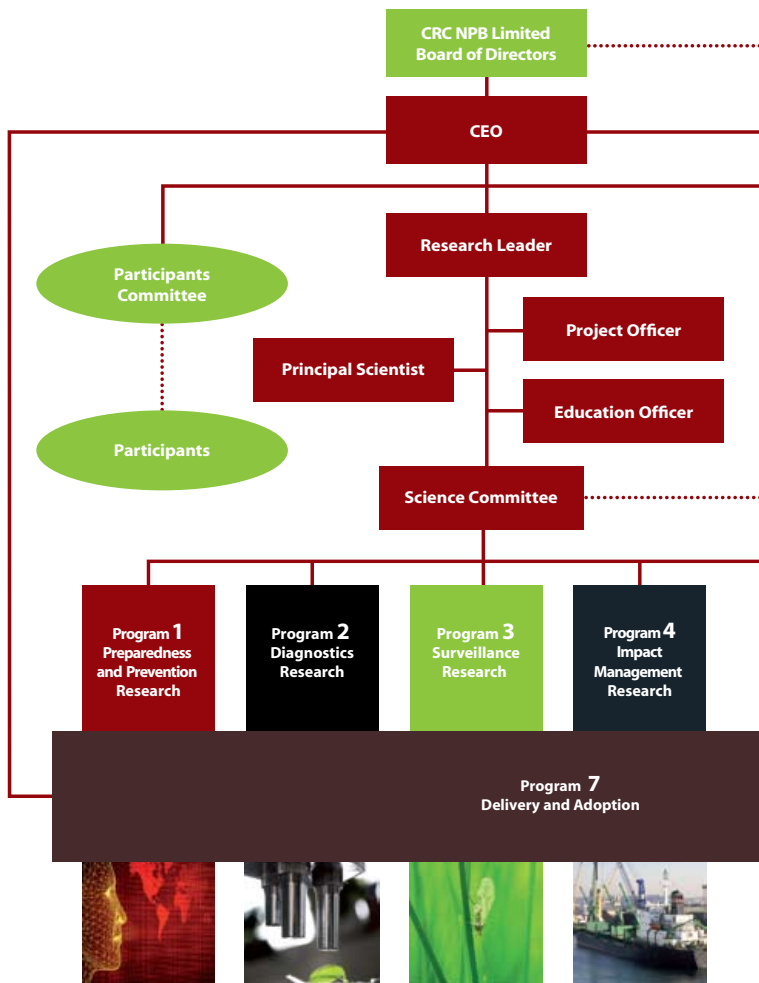 CRC NPB Limited
Board of Directors
CEO
Research Leader
Participants
Committee
Project Officer
Principal Scientist
Education Officer
Participants
Science Committee
Program 1
Preparedness
and Prevention
Research
Program 2
Diagnostics
Research
Program 3
Surveillance
Research
Program 4
Impact
Management
Research
Program 7
Delivery and Adoption